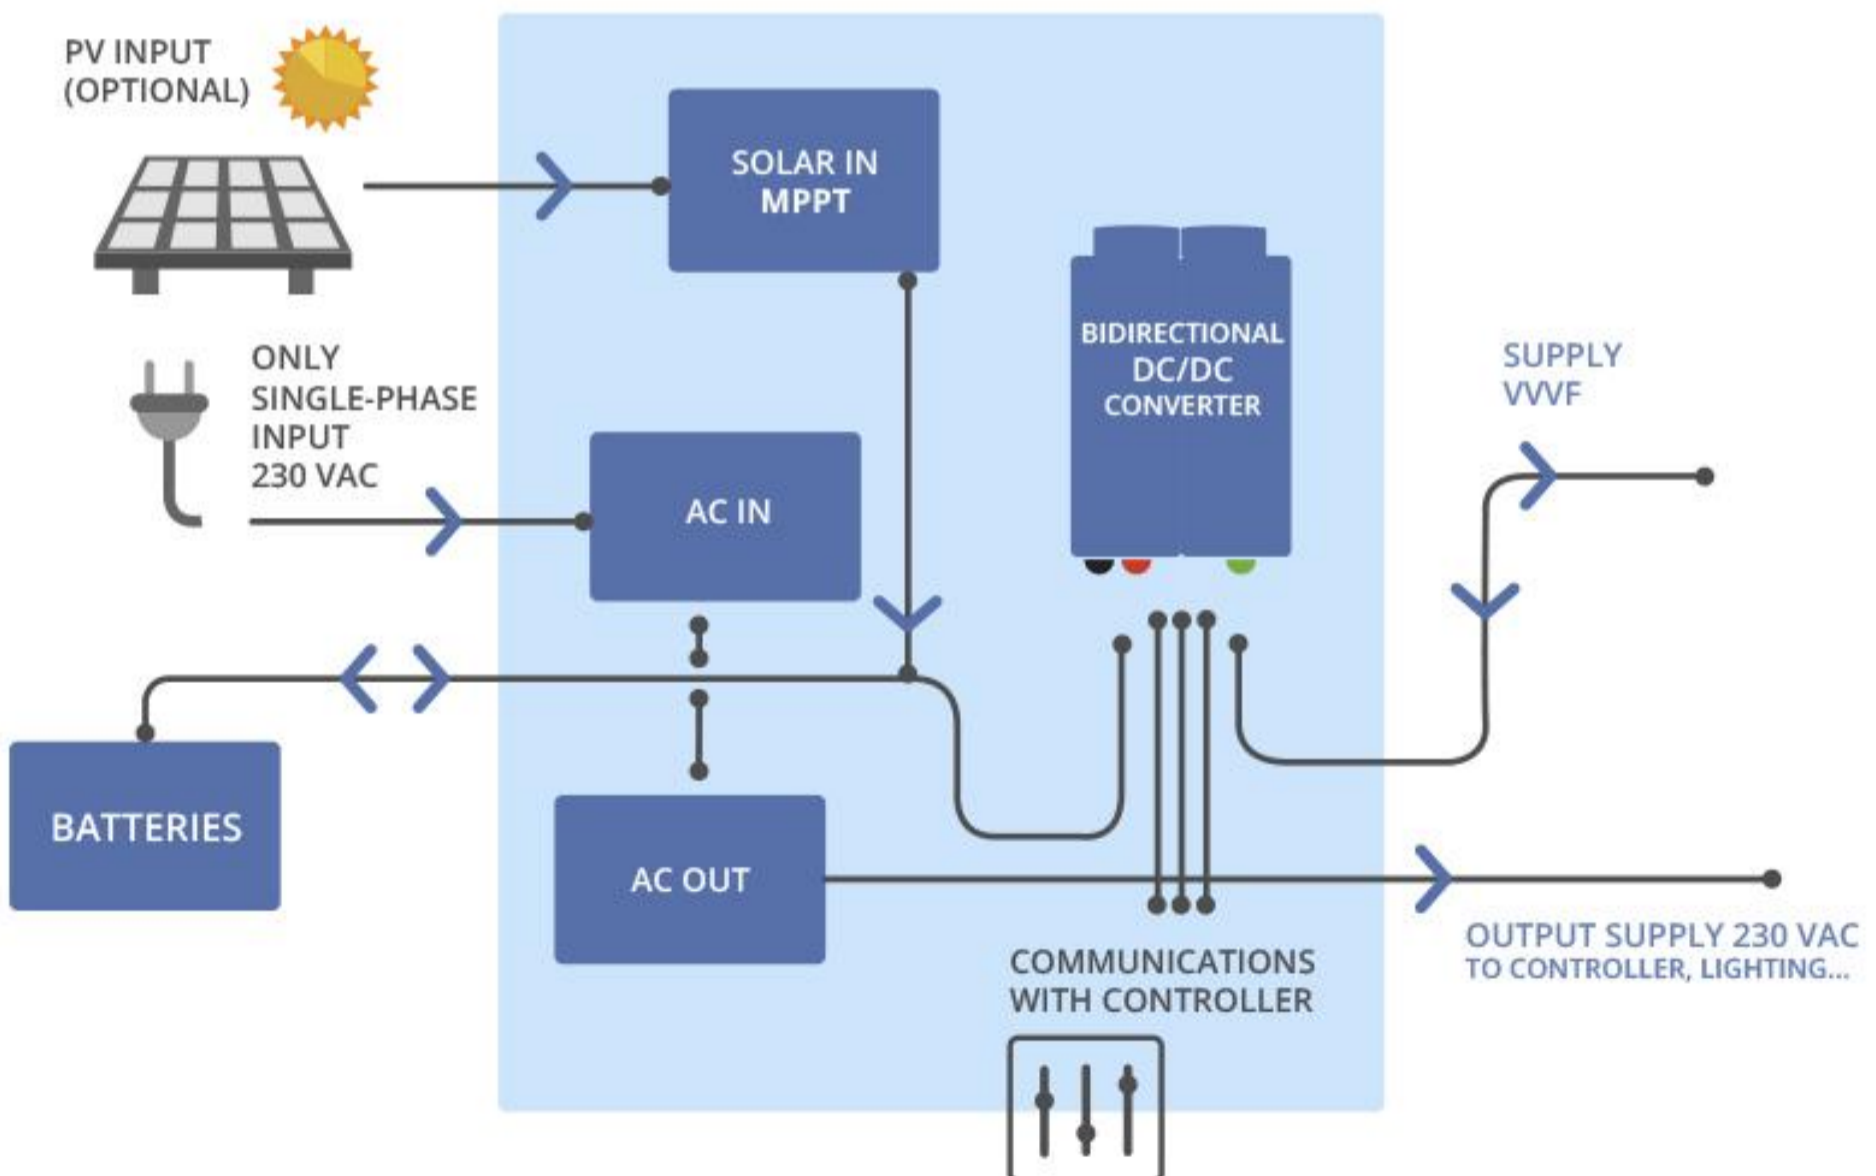 PV INPUT
(OPTIONAL)
SOLAR IN
MPPT
ONLY
SINGLE-PHASE
INPUT
230 VAC
AC IN
BIDIRECTIONAL
DC/DC
CONVERTER
SUPPLY
VVVF
BATTERIES
AC OUT
OUTPUT SUPPLY 230 VAC
TO CONTROLLER, LIGHTING...
COMMUNICATIONS
WITH CONTROLLER